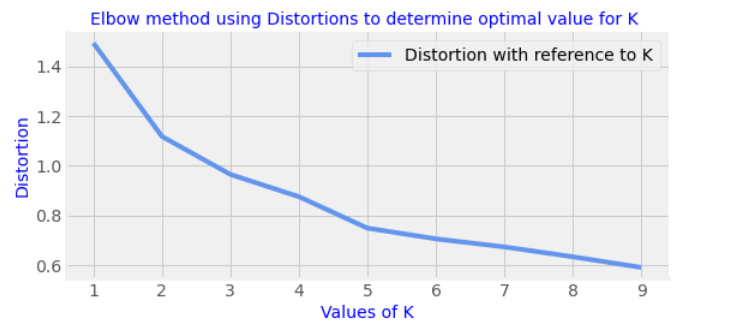 Elbow method using Distortions to determine optimal value for K
Distortion with reference to K
Distortion
1.4
1.2
1.0
0.8
0.6
1 2 3 4 5 6 7 8 9
Values of K